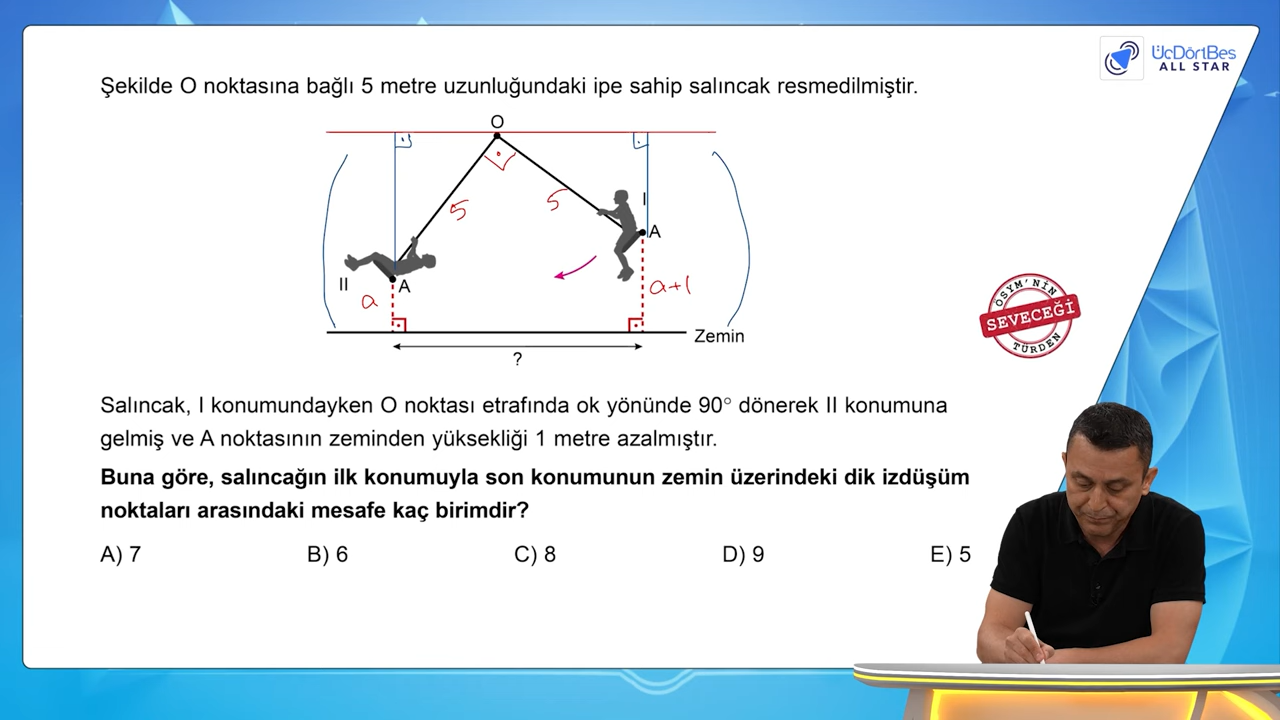 ÜçDörtBes
ALL STAR
Şekilde O noktasına bağlı 5 metre uzunluğundaki ipe sahip salıncak resmedilmiştir.
O
5
5
I
A
II
A
a
a+1
Zemin
?
ÖSYM'NİN
SEVECEĞİ
TÜRDEN
Salıncak, I konumundayken O noktası etrafında ok yönünde 90° dönerek II konumuna
gelmiş ve A noktasının zeminden yüksekliği 1 metre azalmıştır.
Buna göre, salıncağın ilk konumuyla son konumunun zemin üzerindeki dik izdüşüm
noktaları arasındaki mesafe kaç birimdir?
A) 7 B) 6 C) 8 D) 9 E) 5